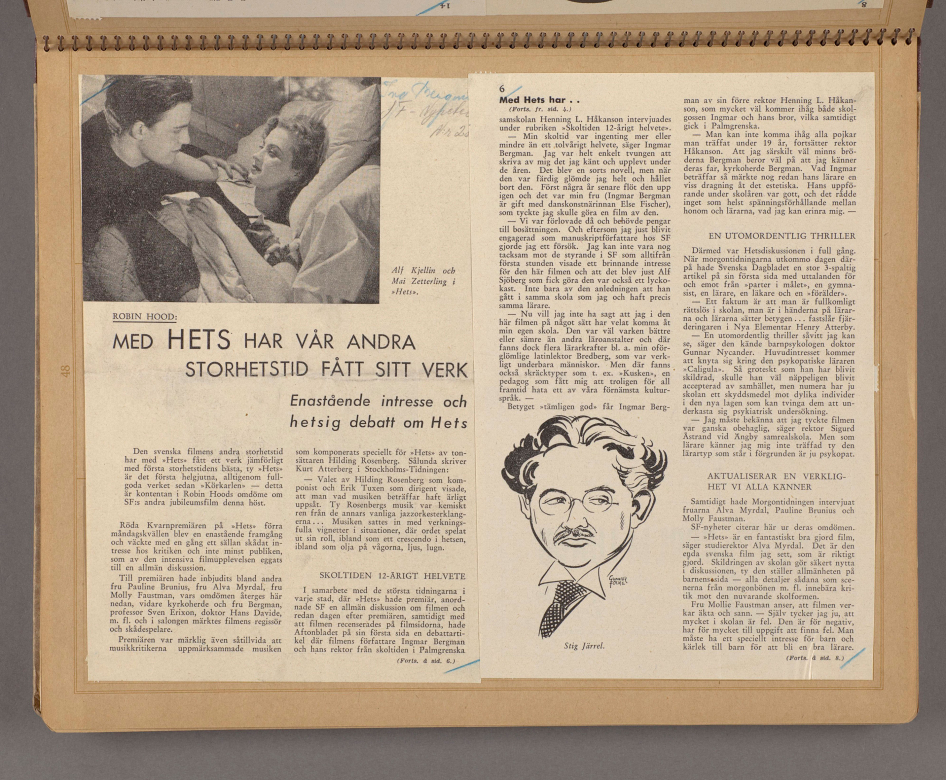 14
8
48
Alf Kjellin och
Mai Zetterling i
»Hets».
ROBIN HOOD:
MED HETS HAR VÅR ANDRA
STORHETSTID FÅTT SITT VERK
Enastående intresse och
hetsig debatt om Hets
Den svenska filmens andra storhetstid
har med »Hets» fått ett verk jämförligt
med första storhetstidens bästa, ty »Hets»
är det första helgjutna, alltigenom full-
goda verket sedan »Körkarlen» — detta
är kontentan i Robin Hoods omdöme om
SF:s andra jubileumsfilm denna höst.
Röda Kvarnpremiären på »Hets» förra
måndagskvällen blev en enastående framgång
och väckte med en gång ett sällan skådat in-
tresse hos kritiken och inte minst publiken,
som av den intensiva filmupplevelsen eggats
till en allmän diskussion.
Till premiären hade inbjudits bland andra
fru Pauline Brunius, fru Alva Myrdal, fru
Molly Faustman, vars omdömen återges här
nedan, vidare kyrkoherde och fru Bergman,
professor Sven Erixon, doktor Hans Davide,
m. fl. och i salongen märktes filmens regissör
och skådespelare.
Premiären var märklig även såtillvida att
musikkritikerna uppmärksammade musiken
som komponerats speciellt för »Hets» av ton-
sättaren Hilding Rosenberg. Sålunda skriver
Kurt Atterberg i Stockholms-Tidningen:
— Valet av Hilding Rosenberg som kom-
ponist och Erik Tuxen som dirigent visade,
att man vad musiken beträffar haft ärligt
uppsåt. Ty Rosenbergs musik var kemiskt
ren från de annars vanliga jazzorkesterklang-
erna... Musiken sattes in med verknings-
fulla vignetter i situationer, där ordet spelat
ut sin roll, ibland som ett crescendo i hetsen,
ibland som olja på vågorna, ljus, lugn.
SKOLTIDEN 12-ÅRIGT HELVETE
I samarbete med de största tidningarna i
varje stad, där »Hets» hade premiär, anord-
nade SF en allmän diskussion om filmen och
redan dagen efter premiären, samtidigt med
att filmen recenserades på filmsidorna, hade
Aftonbladet på sin första sida en debattarti-
kel där filmens författare Ingmar Bergman
och hans rektor från skoltiden i Palmgrenska
(Forts. å sid. 6.)
6
Med Hets har . .
(Forts. fr. sid. 4.)
samskolan Henning L. Håkanson intervjuades
under rubriken »Skoltiden 12-årigt helvete».
— Min skoltid var ingenting mer eller
mindre än ett tolvårigt helvete, säger Ingmar
Bergman. Jag var helt enkelt tvungen att
skriva av mig det jag känt och upplevt under
de åren. Det blev en sorts novell, men när
den var färdig glömde jag helt och hållet
bort den. Först några år senare flöt den upp
igen och det var min fru (Ingmar Bergman
är gift med danskonstnärinnan Else Fischer),
som tyckte jag skulle göra en film av den.
— Vi var förlovade då och behövde pengar
till bosättningen. Och eftersom jag just blivit
engagerad som manuskriptförfattare hos SF
gjorde jag ett försök. Jag kan inte vara nog
tacksam mot de styrande i SF som alltifrån
första stunden visade ett brinnande intresse
för den här filmen och att det blev just Alf
Sjöberg som fick göra den var också ett lycko-
kast. Inte bara av den anledningen att han
gått i samma skola som jag och haft precis
samma lärare.
— Nu vill jag inte ha sagt att jag i den
här filmen på något sätt har velat komma åt
min egen skola. Den var väl varken bättre
eller sämre än andra läroanstalter och där
fanns dock flera lärarkrafter bl. a. min oför-
glömlige latinlektor Bredberg, som var verk-
ligt underbara människor. Men där fanns
också skräcktyper som t. ex. »Kusken», en
pedagog som fått mig att troligen för all
framtid hata ett av våra förnämsta kultur-
språk. —
Betyget »tämligen god» får Ingmar Berg-
Stig Järrel.
man av sin förre rektor Henning L. Håkan-
son, som mycket väl kommer ihåg både skol-
gossen Ingmar och hans bror, vilka samtidigt
gick i Palmgrenska.
— Man kan inte komma ihåg alla pojkar
man träffat under 19 år, fortsätter rektor
Håkanson. Att jag särskilt väl minns brö-
derna Bergman beror väl på att jag känner
deras far, kyrkoherde Bergman. Vad Ingmar
beträffar så märkte nog redan hans lärare en
viss dragning åt det estetiska. Hans uppfö-
rande under skolåren var gott, och det rådde
inget som helst spänningsförhållande mellan
honom och lärarna, vad jag kan erinra mig. —
EN UTOMORDENTLIG THRILLER
Därmed var Hetsdiskussionen i full gång.
När morgontidningarna utkommo dagen där-
på hade Svenska Dagbladet en stor 3-spaltig
artikel på sin första sida med uttalanden för
och emot från »parter i målet», en gymna-
sist, en lärare, en läkare och en »förälder».
— Ett faktum är att man är fullkomligt
rättslös i skolan, man är i händerna på lärar-
na och lärarna sätter betygen... fastslår fjär-
deringaren i Nya Elementar Henry Atterby.
— En utomordentlig thriller såvitt jag kan
se, säger den kände barnpsykologen doktor
Gunnar Nycander. Huvudintresset kommer
att knyta sig kring den psykopatiske läraren
»Caligula». Så groteskt som han har blivit
skildrad, skulle han väl näppeligen blivit
accepterad av samhället, men numera har ju
skolan ett skyddsmedel mot dylika individer
i den nya lagen som kan tvinga dem att un-
derkasta sig psykiatrisk undersökning.
— Jag måste bekänna att jag tyckte filmen
var ganska obehaglig, säger rektor Sigurd
Åstrand vid Ängby samrealskola. Men som
lärare känner jag mig inte träffad ty den
lärartyp som står i förgrunden är ju psykopat.
AKTUALISERAR EN VERKLIG-
HET VI ALLA KÄNNER
Samtidigt hade Morgontidningen intervjuat
fruarna Alva Myrdal, Pauline Brunius och
Molly Faustman.
SF-nyheter citerar här ur deras omdömen.
— »Hets» är en fantastiskt bra gjord film,
säger studierektor Alva Myrdal. Det är den
enda svenska film jag sett, som är riktigt
gjord. Skildringen av skolan gör säkert nytta
i diskussionen, ty den ställer allmänheten på
barnens sida — alla detaljer sådana som sce-
nerna från morgonbönen m. fl. innebära kri-
tik mot den nuvarande skolformen.
Fru Mollie Faustman anser, att filmen ver-
kar äkta och sann. — Själv tycker jag ju, att
mycket i skolan är fel. Den är för negativ,
har för mycket till uppgift att finna fel. Man
måste ha ett speciellt intresse för barn och
kärlek till barn för att bli en bra lärare.
(Forts. å sid. 8.)